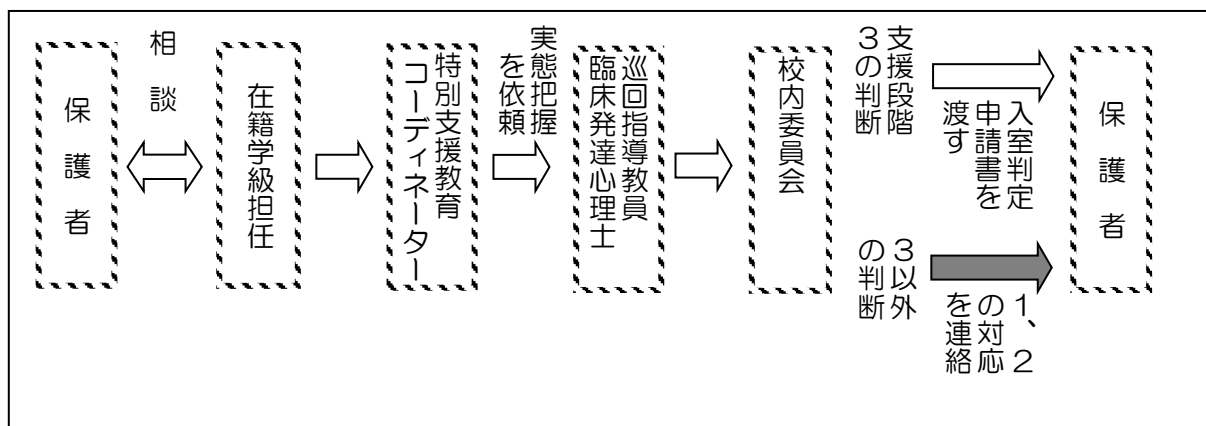 保護者
相談
在籍学級担任
特別支援教育
コーディネーター
実態把握
を依頼
巡回指導教員
臨床発達心理士
校内委員会
支援段階
３の判断
入室判定
申請書を
渡す
３以外
の判断
１、２
の対応
を連絡
保護者